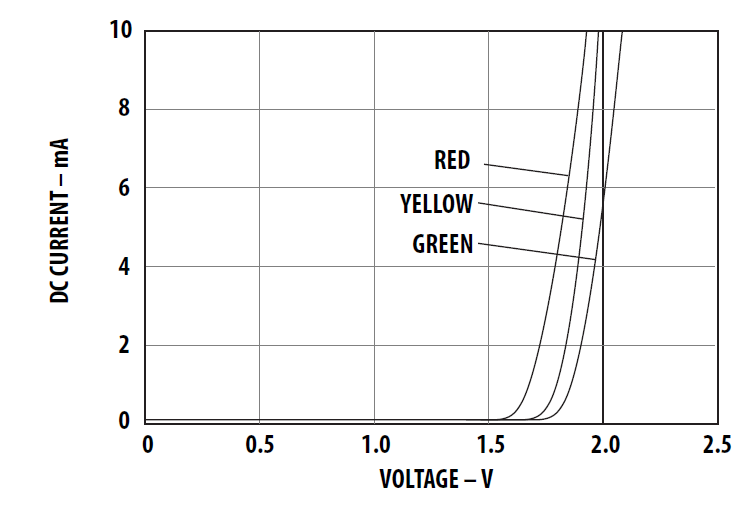 10
8
6
4
2
0
DC CURRENT – mA
RED
YELLOW
GREEN
0 0.5 1.0 1.5 2.0 2.5
VOLTAGE – V